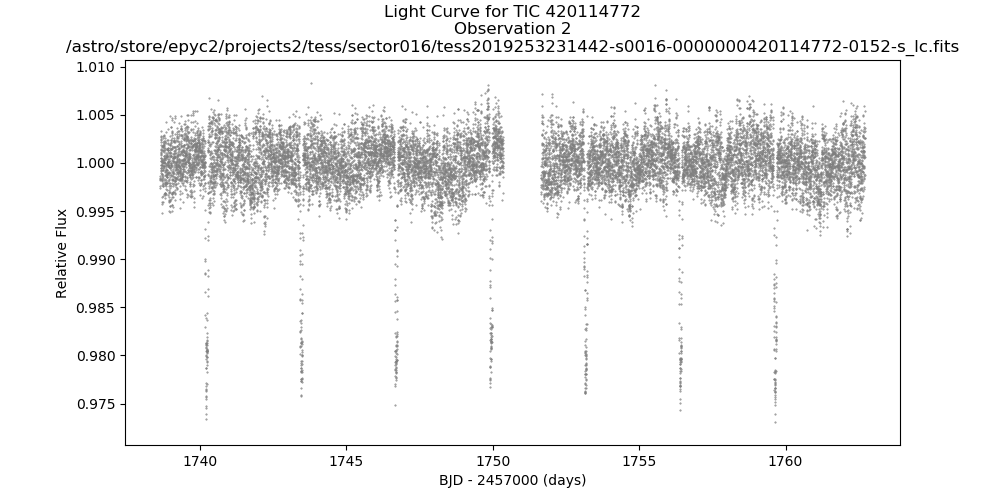 Light Curve for TIC 420114772
Observation 2
/astro/store/epyc2/projects2/tess/sector016/tess2019253231442-s0016-0000000420114772-0152-s_lc.fits
1.010
1.005
1.000
0.995
0.990
0.985
0.980
0.975
Relative Flux
1740
1745
1750
1755
1760
BJD - 2457000 (days)